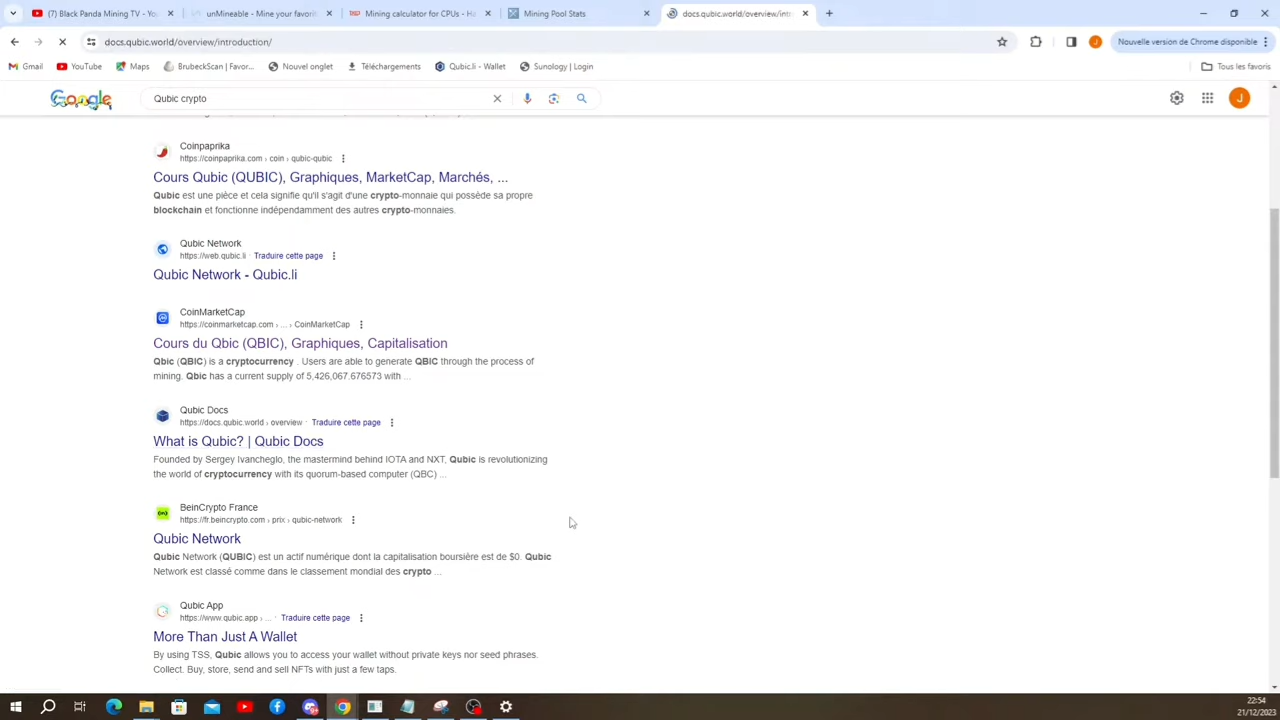 (7) Black Panda Mining TV - Yo
unMineable - Mine your favorit
Mining calculator for CPUs - Ha
Mining Pool Stats
docs.qubic.world/overview/intr
docs.qubic.world/overview/introduction/
Nouvelle version de Chrome disponible
Gmail
YouTube
Maps
BrubeckScan | Favor...
Nouvel onglet
Téléchargements
Qubic.li - Wallet
Sunology | Login
Tous les favoris
Google
Qubic crypto
J
Coinpaprika
https://coinpaprika.com › coin › qubic-qubic
Cours Qubic (QUBIC), Graphiques, MarketCap, Marchés, ...
Qubic est une pièce et cela signifie qu'il s'agit d'une crypto-monnaie qui possède sa propre
blockchain et fonctionne indépendamment des autres crypto-monnaies.
Qubic Network
https://web.qubic.li · Traduire cette page
Qubic Network - Qubic.li
CoinMarketCap
https://coinmarketcap.com › ... › CoinMarketCap
Cours du Qbic (QBIC), Graphiques, Capitalisation
Qbic (QBIC) is a cryptocurrency . Users are able to generate QBIC through the process of
mining. Qbic has a current supply of 5,426,067.676573 with ...
Qubic Docs
https://docs.qubic.world › overview · Traduire cette page
What is Qubic? | Qubic Docs
Founded by Sergey Ivancheglo, the mastermind behind IOTA and NXT, Qubic is revolutionizing
the world of cryptocurrency with its quorum-based computer (QBC) ...
BeinCrypto France
https://fr.beincrypto.com › prix › qubic-network
Qubic Network
Qubic Network (QUBIC) est un actif numérique dont la capitalisation boursière est de $0. Qubic
Network est classé comme dans le classement mondial des crypto ...
Qubic App
https://www.qubic.app › ... · Traduire cette page
More Than Just A Wallet
By using TSS, Qubic allows you to access your wallet without private keys nor seed phrases.
Collect. Buy, store, send and sell NFTs with just a few taps.
22:54
21/12/2023